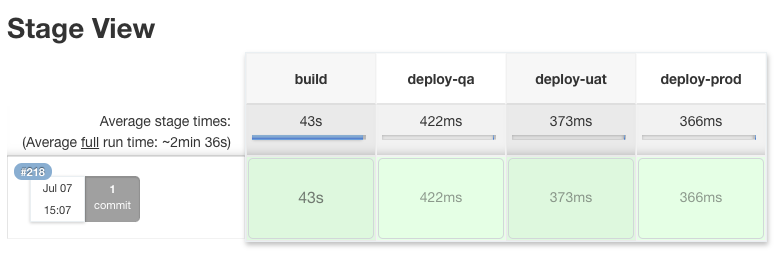 Stage View
build deploy-qa deploy-uat deploy-prod
Average stage times: 43s 422ms 373ms 366ms
(Average full run time: ~2min 36s)
#218
Jul 07 1
15:07 commit
43s 422ms 373ms 366ms